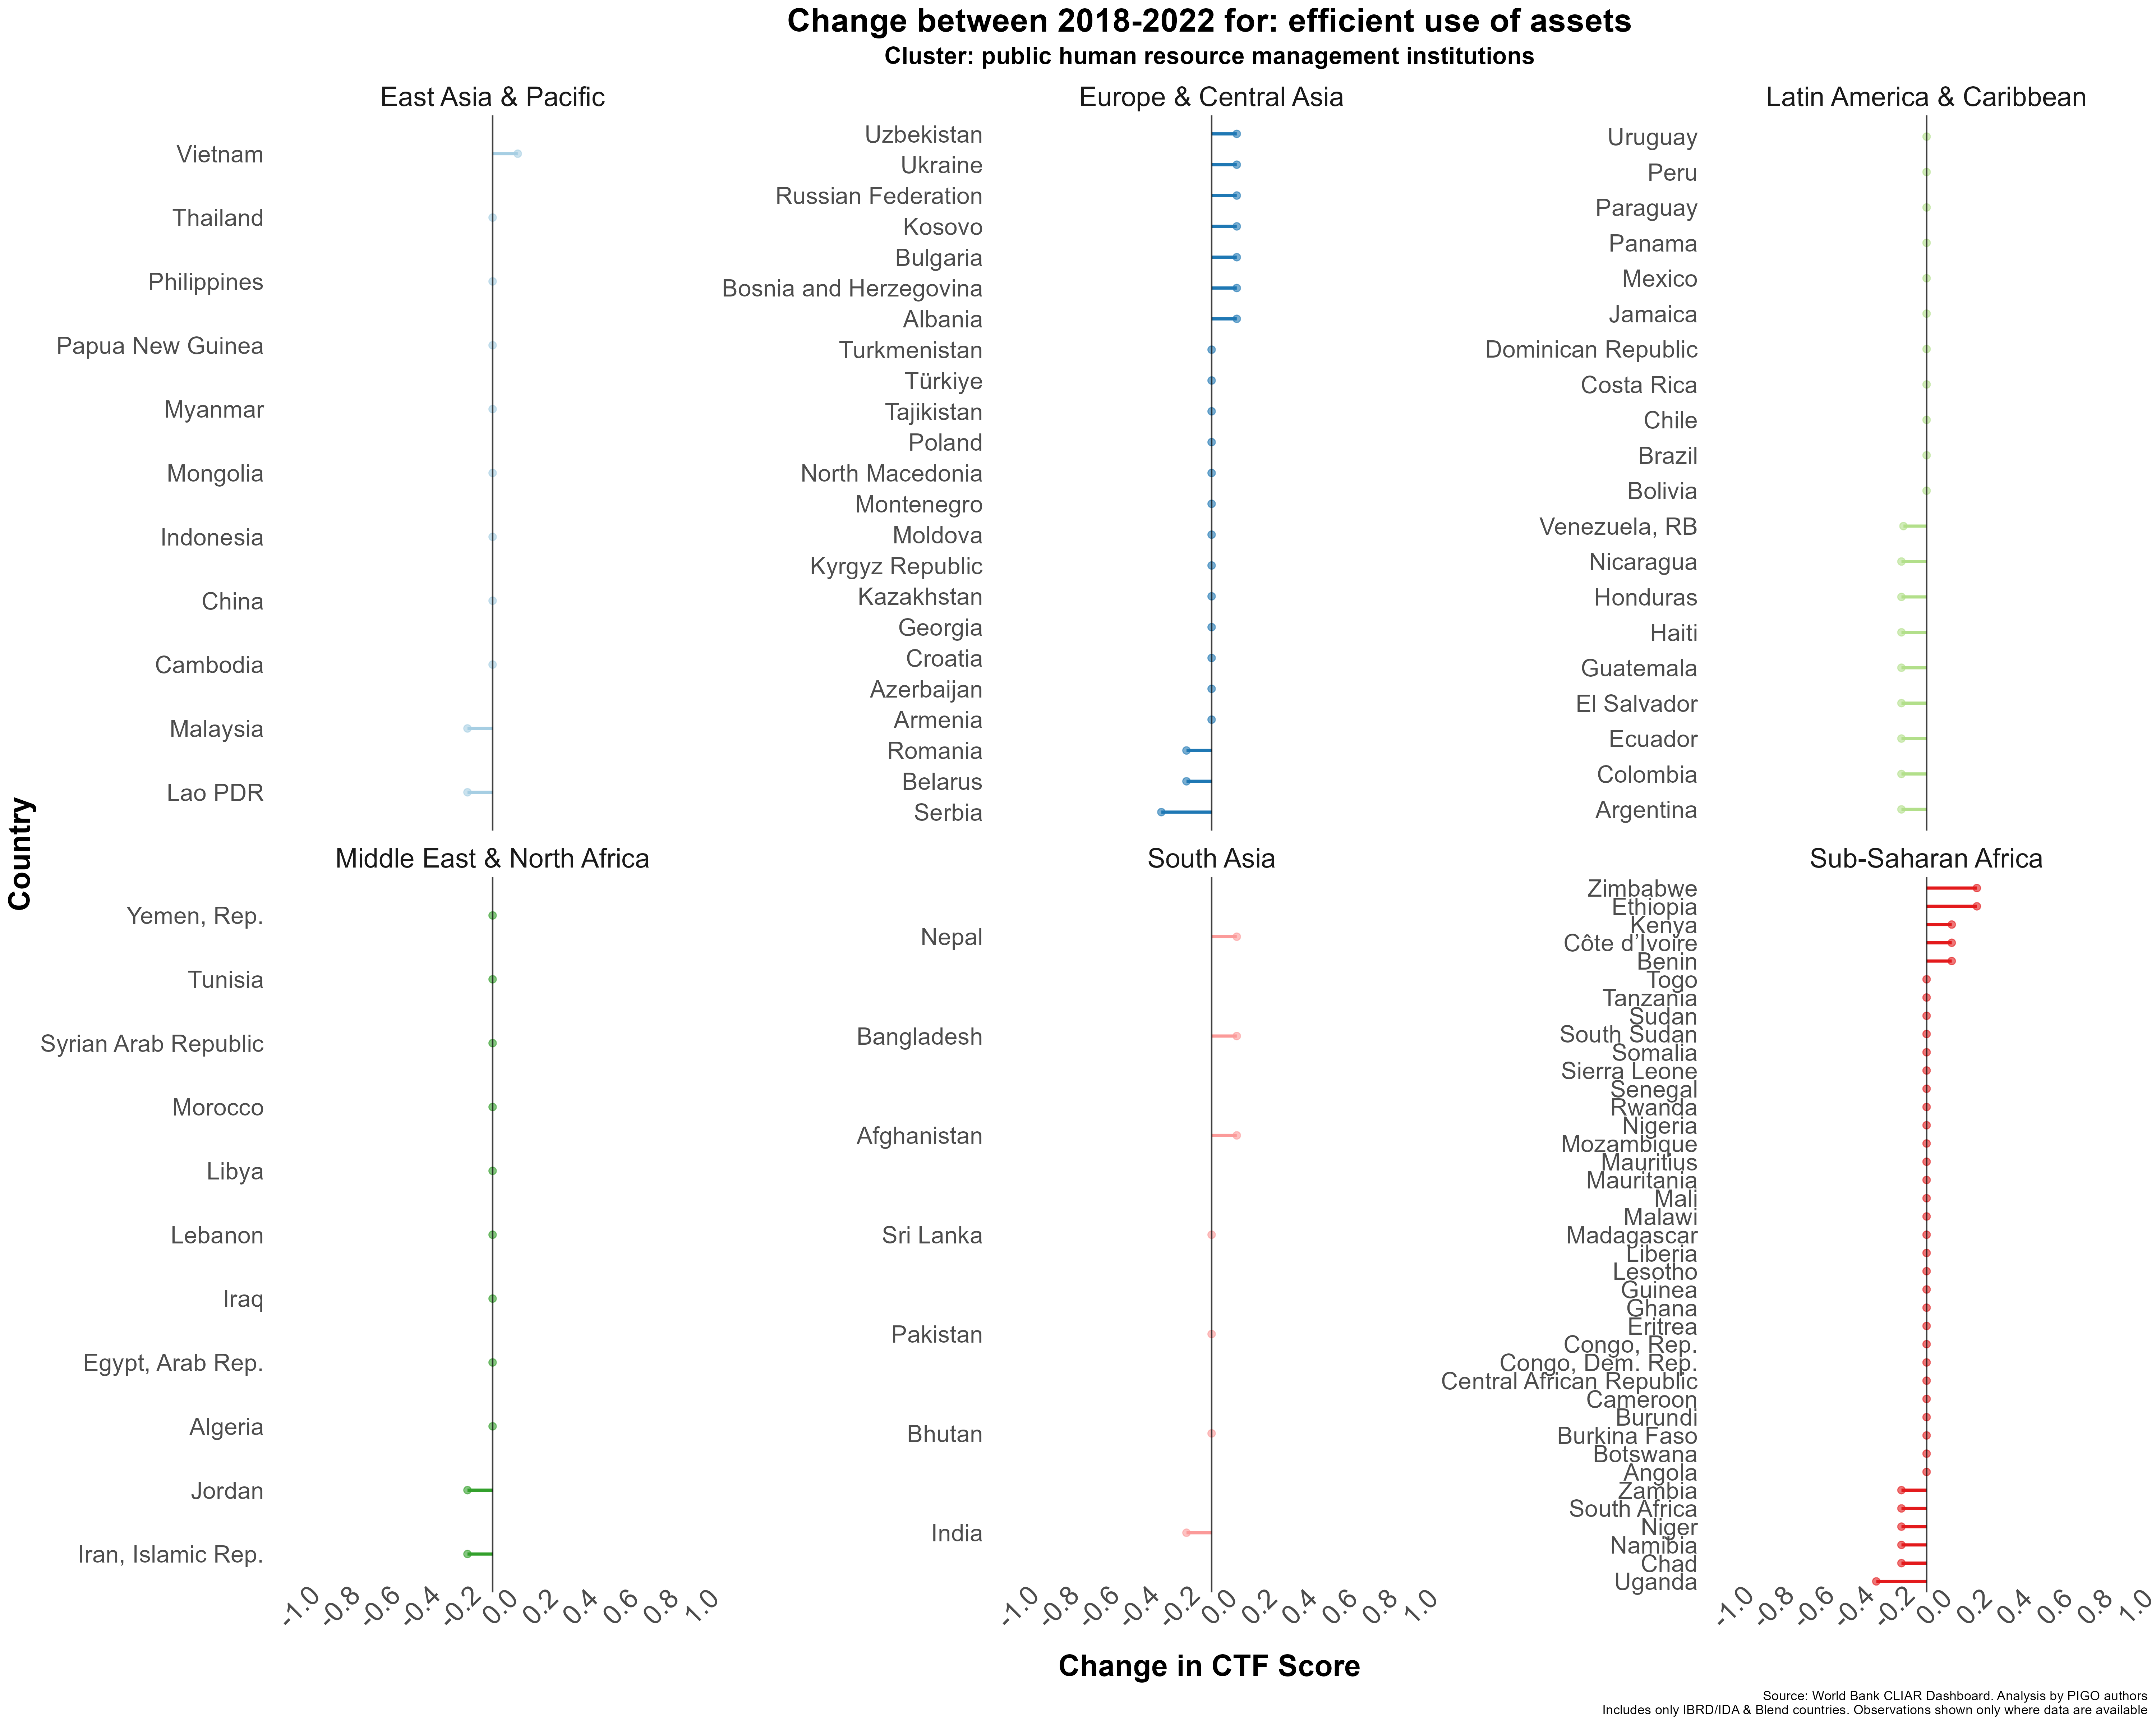 Change between 2018-2022 for: efficient use of assets
Cluster: public human resource management institutions
East Asia & Pacific
Vietnam
Thailand
Philippines
Papua New Guinea
Myanmar
Mongolia
Indonesia
China
Cambodia
Malaysia
Lao PDR
Europe & Central Asia
Uzbekistan
Ukraine
Russian Federation
Kosovo
Bulgaria
Bosnia and Herzegovina
Albania
Turkmenistan
Türkiye
Tajikistan
Poland
North Macedonia
Montenegro
Moldova
Kyrgyz Republic
Kazakhstan
Georgia
Croatia
Azerbaijan
Armenia
Romania
Belarus
Serbia
Latin America & Caribbean
Uruguay
Peru
Paraguay
Panama
Mexico
Jamaica
Dominican Republic
Costa Rica
Chile
Brazil
Bolivia
Venezuela, RB
Nicaragua
Honduras
Haiti
Guatemala
El Salvador
Ecuador
Colombia
Argentina
Country
Middle East & North Africa
Yemen, Rep.
Tunisia
Syrian Arab Republic
Morocco
Libya
Lebanon
Iraq
Egypt, Arab Rep.
Algeria
Jordan
Iran, Islamic Rep.
-1.0 -0.8 -0.6 -0.4 -0.2 0.0 0.2 0.4 0.6 0.8 1.0
South Asia
Nepal
Bangladesh
Afghanistan
Sri Lanka
Pakistan
Bhutan
India
-1.0 -0.8 -0.6 -0.4 -0.2 0.0 0.2 0.4 0.6 0.8 1.0
Sub-Saharan Africa
Zimbabwe
Ethiopia
Kenya
Côte d'Ivoire
Benin
Togo
Tanzania
Sudan
South Sudan
Somalia
Sierra Leone
Senegal
Rwanda
Nigeria
Mozambique
Mauritius
Mauritania
Mali
Malawi
Madagascar
Liberia
Lesotho
Guinea
Ghana
Eritrea
Congo, Rep.
Congo, Dem. Rep.
Central African Republic
Cameroon
Burundi
Burkina Faso
Botswana
Angola
Zambia
South Africa
Niger
Namibia
Chad
Uganda
-1.0 -0.8 -0.6 -0.4 -0.2 0.0 0.2 0.4 0.6 0.8 1.0
Change in CTF Score
Source: World Bank CLIAR Dashboard. Analysis by PIGO authors
Includes only IBRD/IDA & Blend countries. Observations shown only where data are available